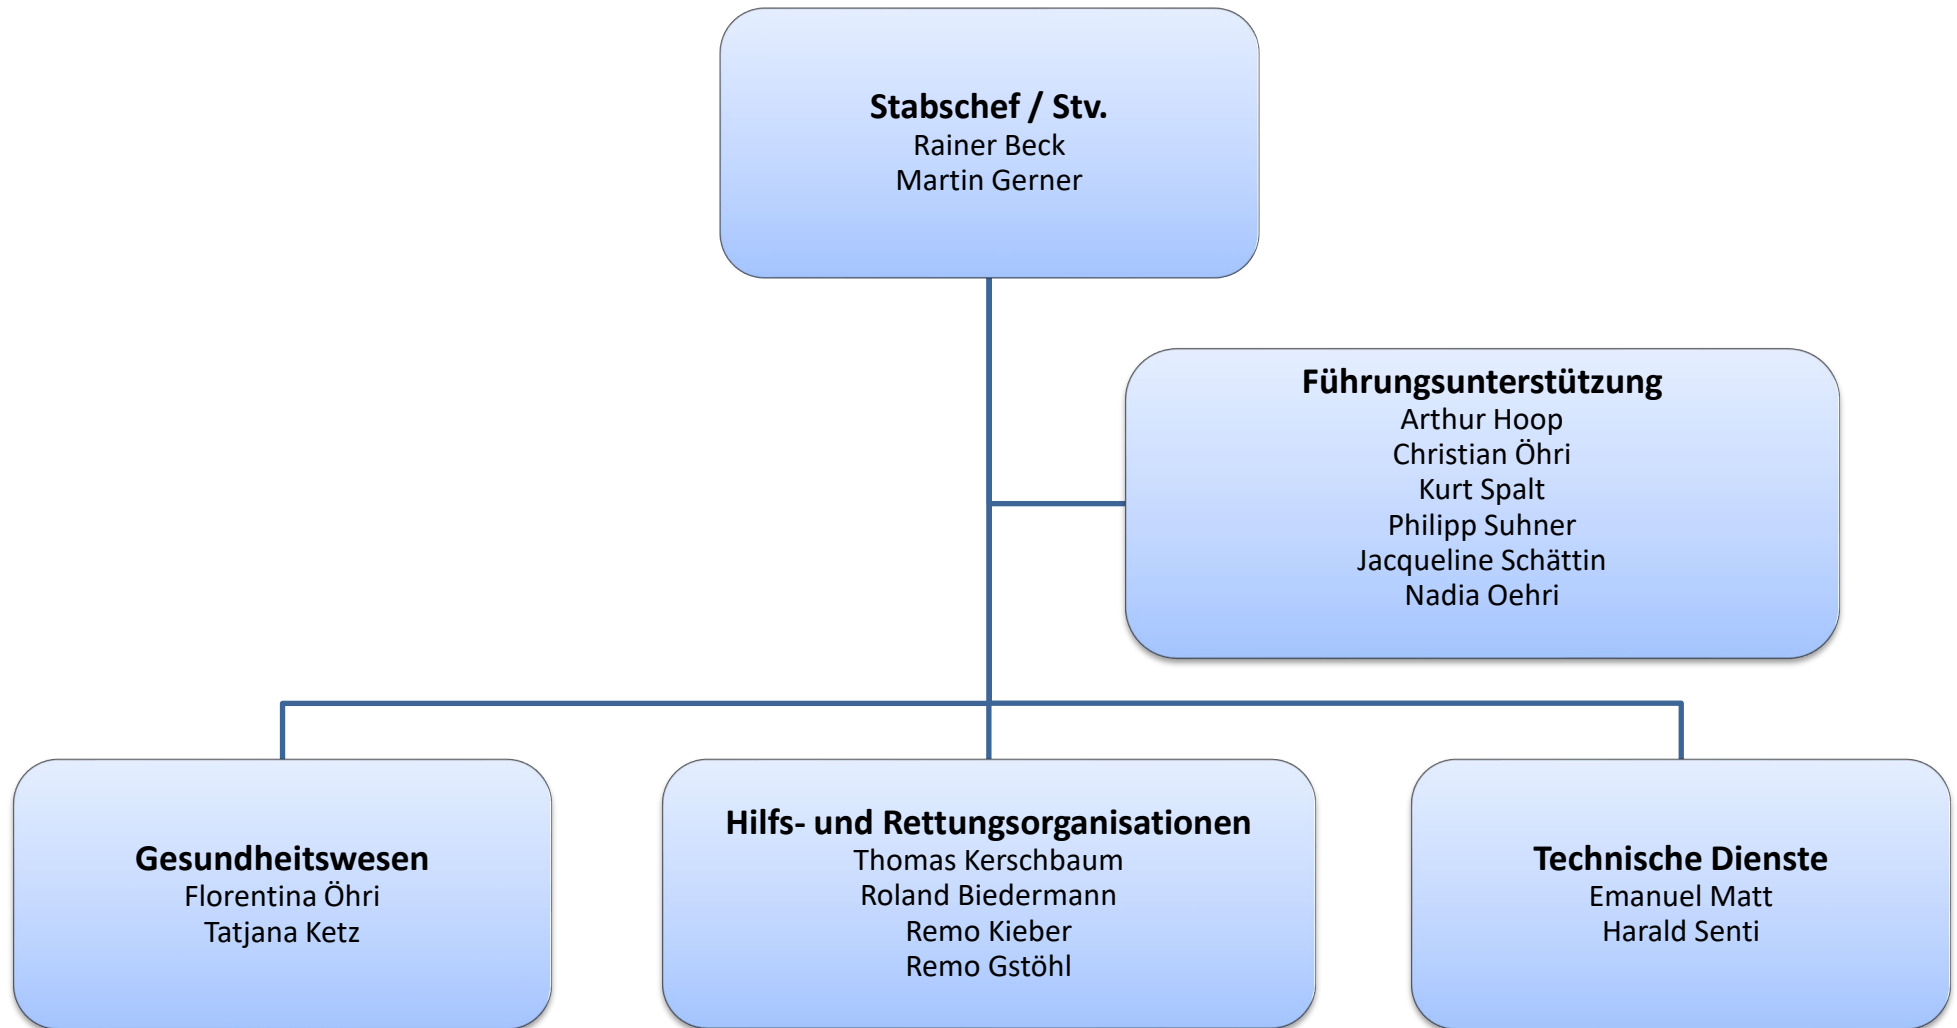 Stabschef / Stv.
Rainer Beck
Martin Gerner
Führungsunterstützung
Arthur Hoop
Christian Öhri
Kurt Spalt
Philipp Suhner
Jacqueline Schättin
Nadia Oehri
Gesundheitswesen
Florentina Öhri
Tatjana Ketz
Hilfs- und Rettungsorganisationen
Thomas Kerschbaum
Roland Biedermann
Remo Kieber
Remo Gstöhl
Technische Dienste
Emanuel Matt
Harald Senti